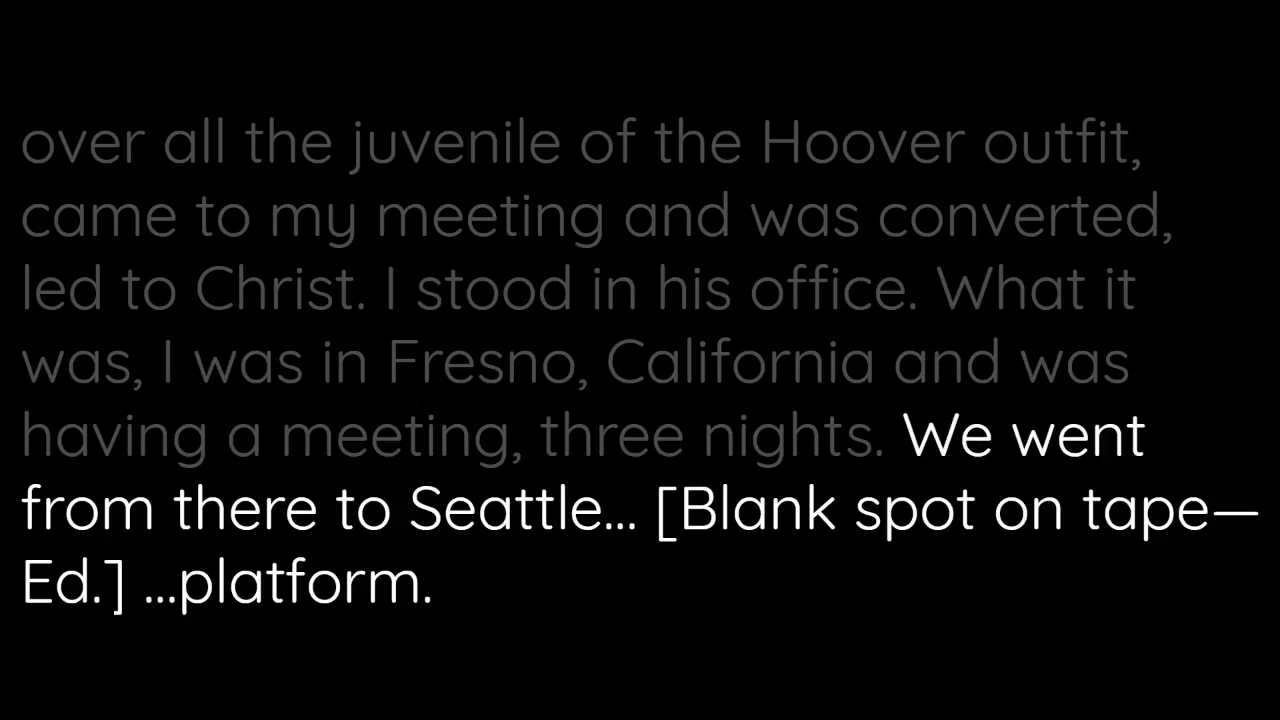 over all the juvenile of the Hoover outfit,
came to my meeting and was converted,
led to Christ. I stood in his office. What it
was, I was in Fresno, California and was
having a meeting, three nights. We went
from there to Seattle... [Blank spot on tape—
Ed.] ...platform.